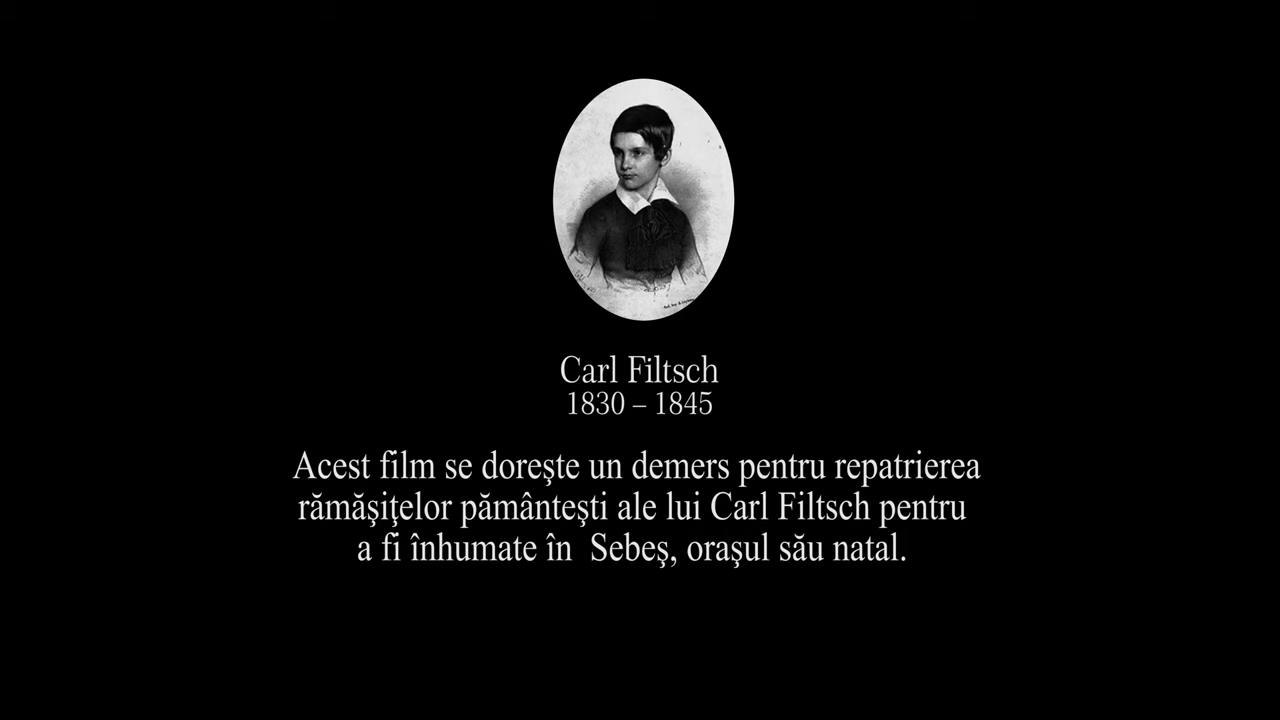 Carl Filtsch
1830 – 1845
Acest film se doreşte un demers pentru repatrierea
rămăşiţelor pământeşti ale lui Carl Filtsch pentru
a fi înhumate în  Sebeş, oraşul său natal.